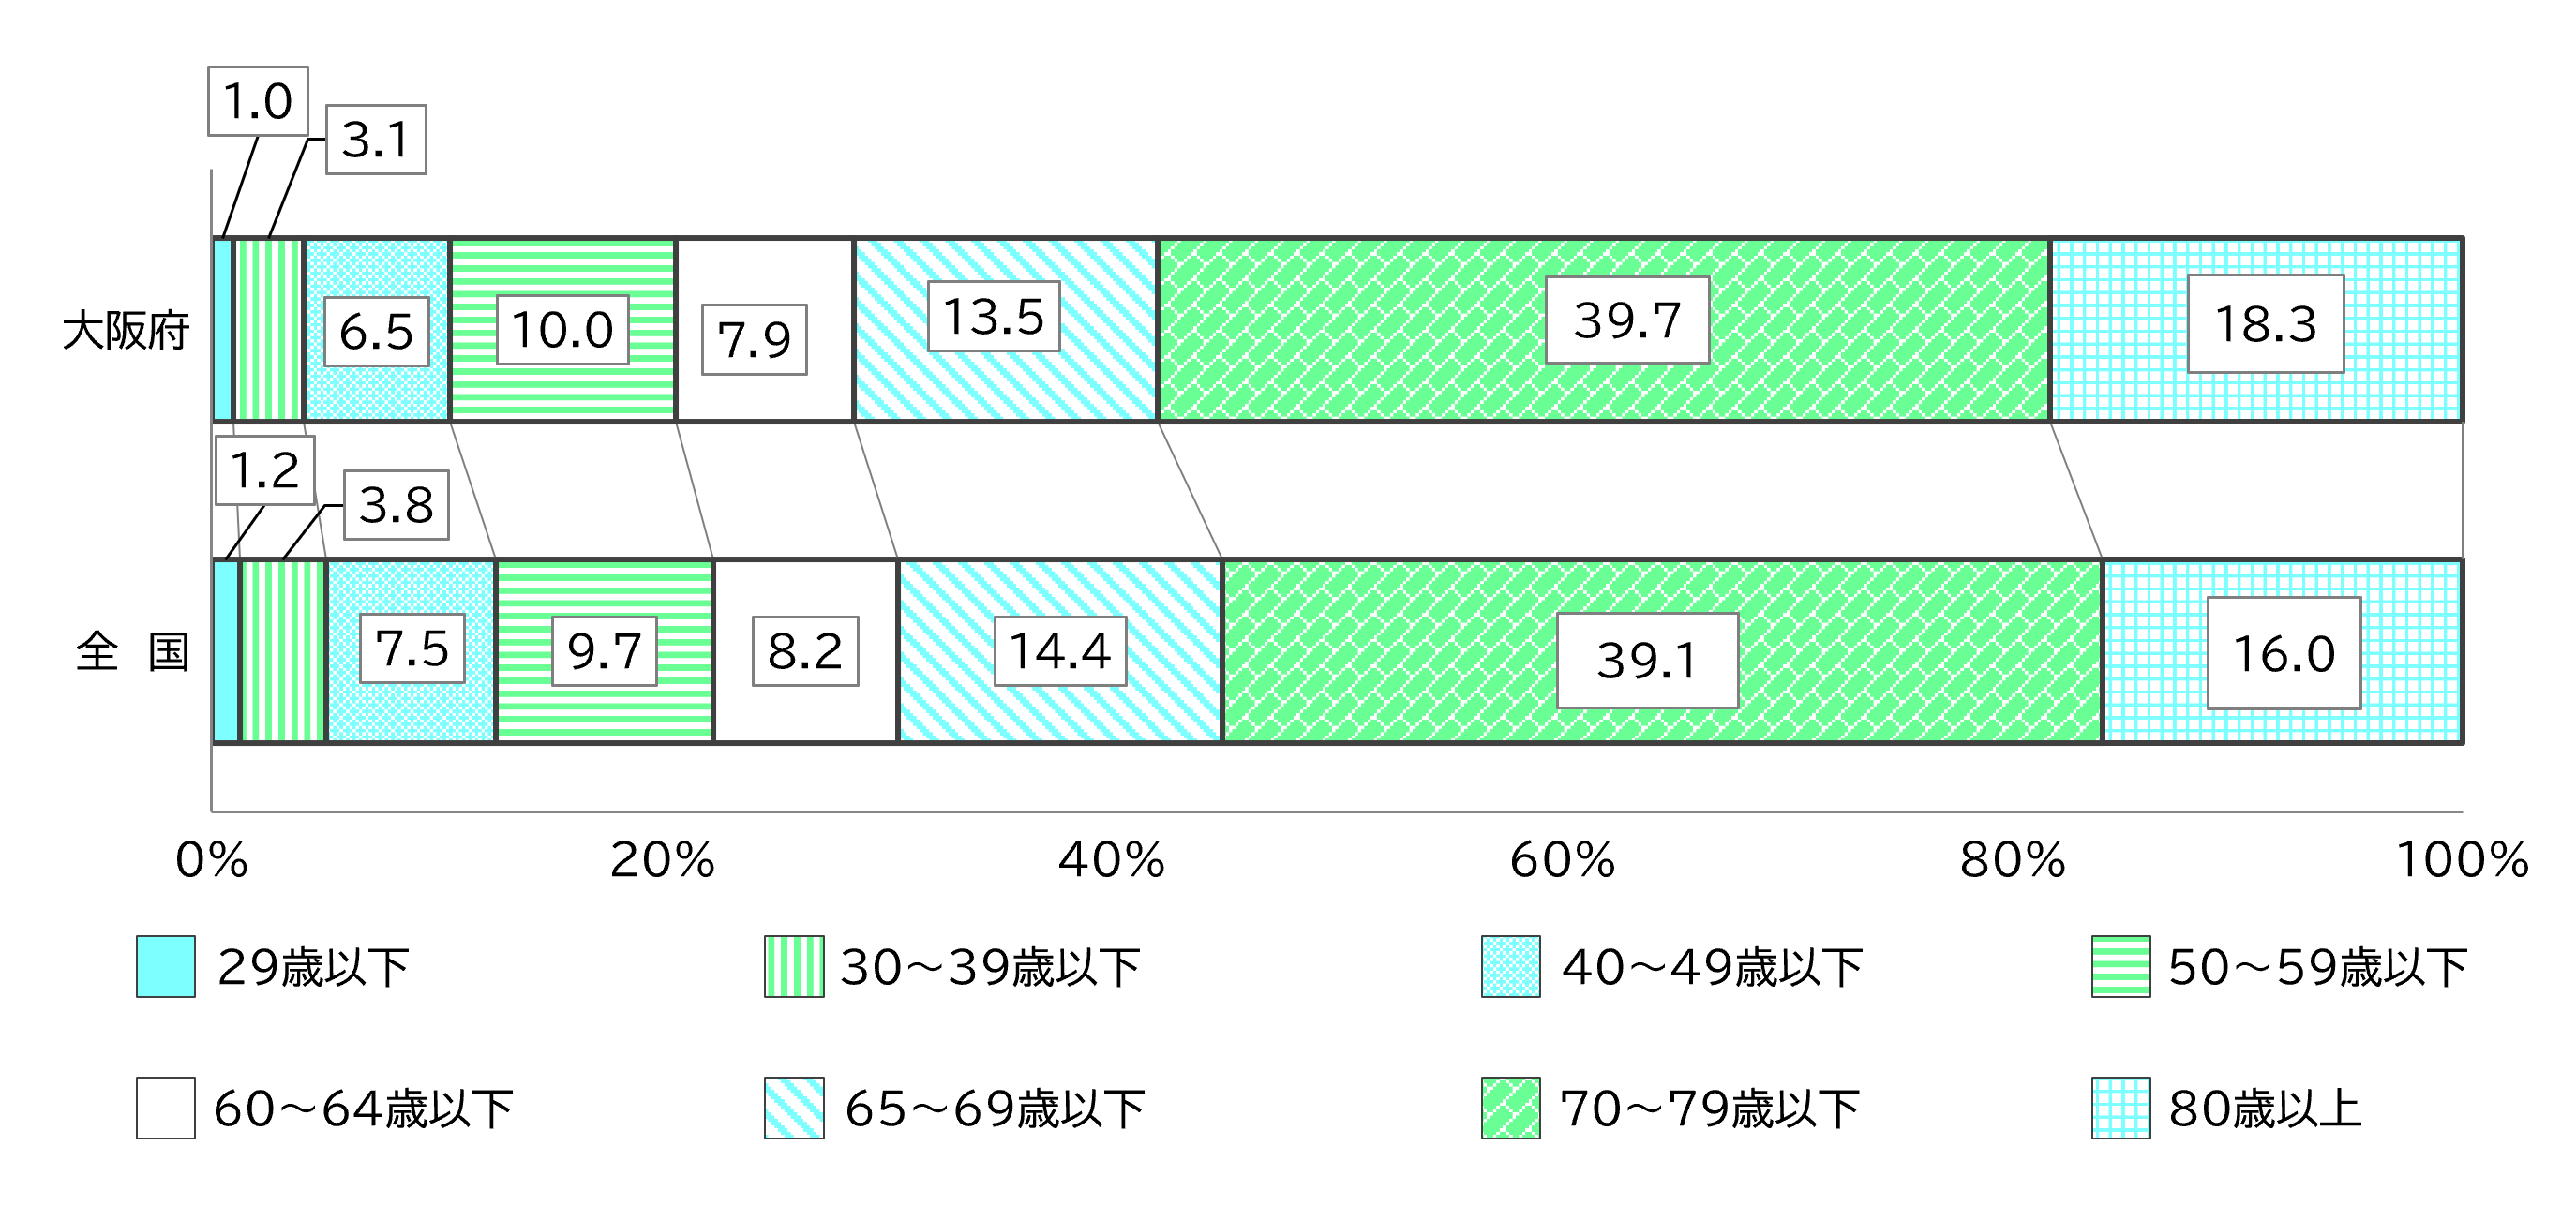 1.0
3.1
大阪府 6.5 10.0 7.9 13.5 39.7 18.3
1.2
3.8
全　国 7.5 9.7 8.2 14.4 39.1 16.0
0% 20% 40% 60% 80% 100%
29歳以下 30～39歳以下 40～49歳以下 50～59歳以下
60～64歳以下 65～69歳以下 70～79歳以下 80歳以上